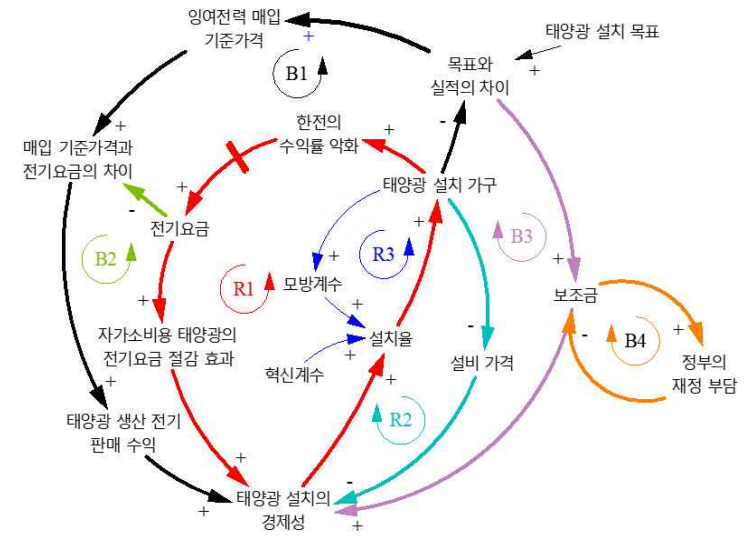 잉여전력 매입
기준가격
+
태양광 설치 목표
+
목표와
실적의 차이
B1
-
한전의
수익률 악화
+
+
매입 기준가격과
전기요금의 차이
+
-
전기요금
태양광 설치 가구
+
B2
R1
R3
B3
+
모방계수
+
보조금
+
자가소비용 태양광의
전기요금 절감 효과
+
설치율
+
혁신계수
+
-
설비 가격
-
B4
+
정부의
재정 부담
+
태양광 생산 전기
판매 수익
R2
+
-
+
태양광 설치의
경제성
+